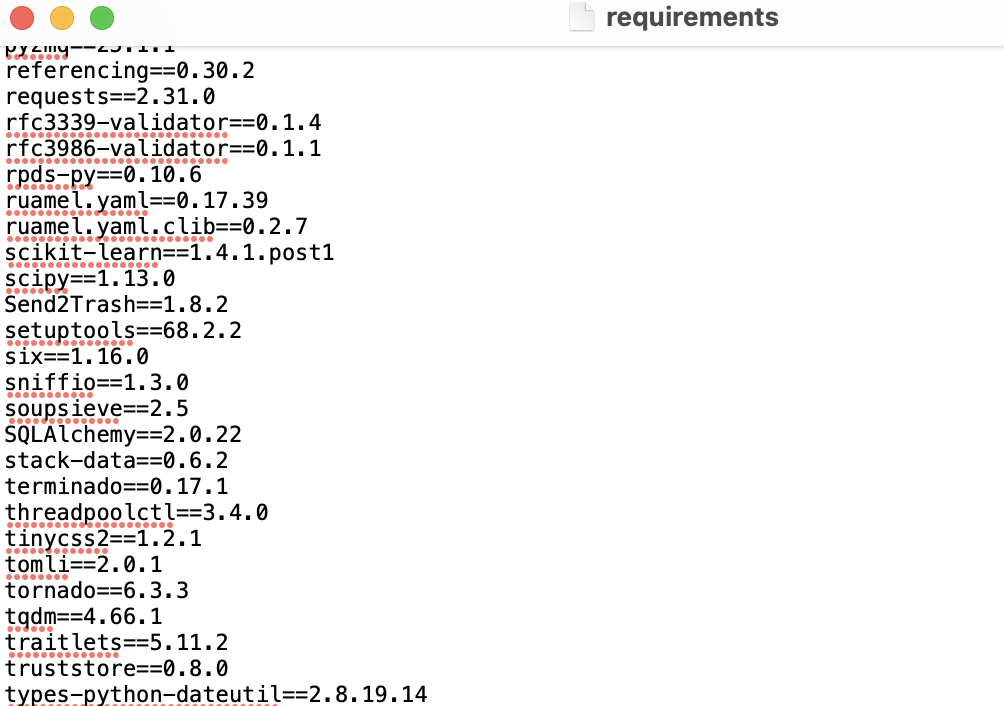 requirements
pyzmq==25.1.1
referencing==0.30.2
requests==2.31.0
rfc3339-validator==0.1.4
rfc3986-validator==0.1.1
rpds-py==0.10.6
ruamel.yaml==0.17.39
ruamel.yaml.clib==0.2.7
scikit-learn==1.4.1.post1
scipy==1.13.0
Send2Trash==1.8.2
setuptools==68.2.2
six==1.16.0
sniffio==1.3.0
soupsieve==2.5
SQLAlchemy==2.0.22
stack-data==0.6.2
terminado==0.17.1
threadpoolctl==3.4.0
tinycss2==1.2.1
tomli==2.0.1
tornado==6.3.3
tqdm==4.66.1
traitlets==5.11.2
truststore==0.8.0
types-python-dateutil==2.8.19.14